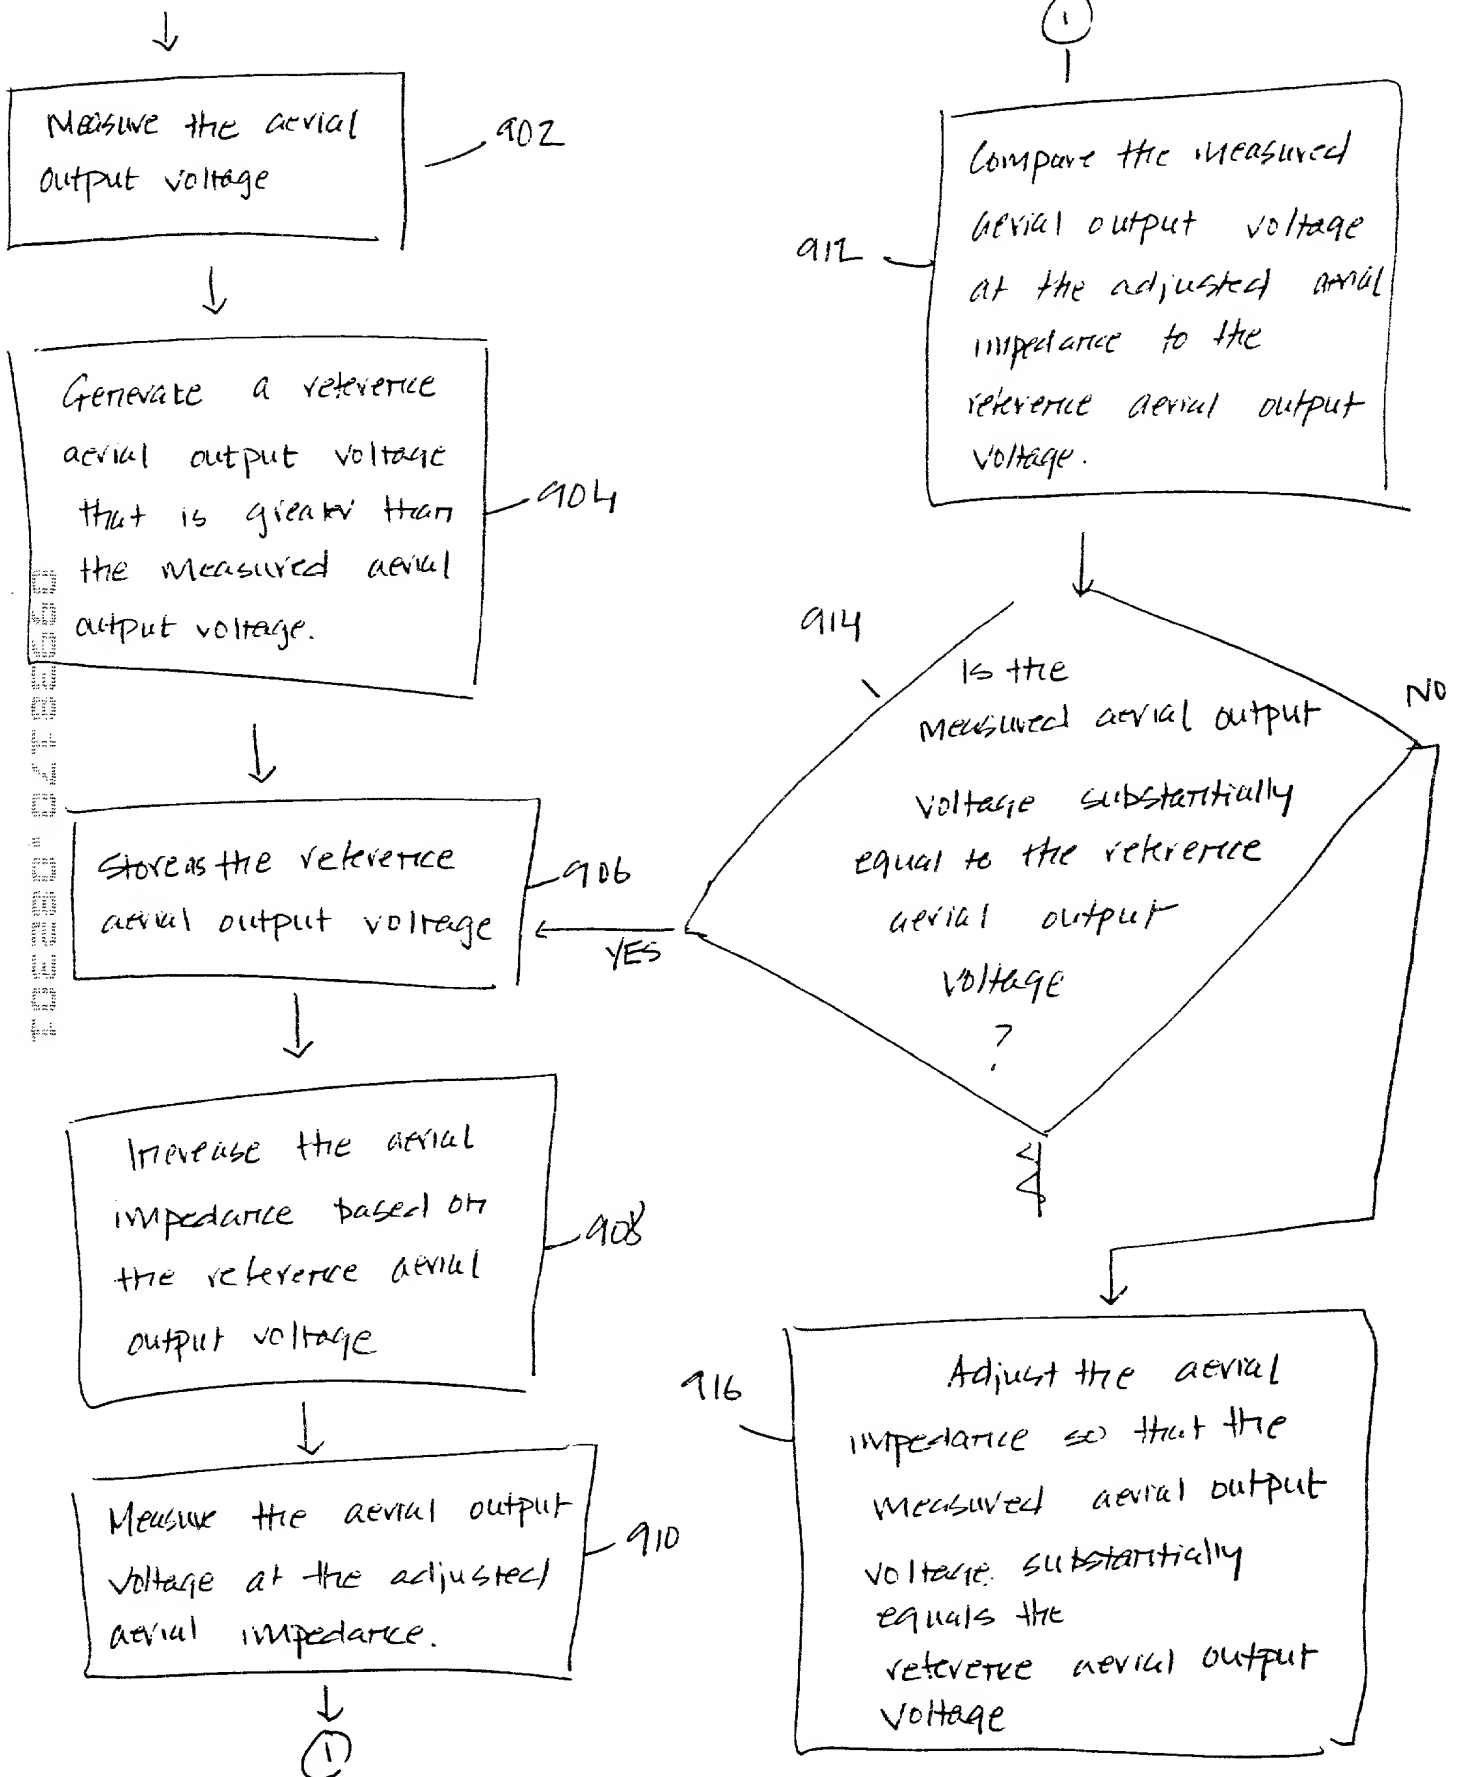 Measure the aerial
output voltage
902
Generate a reference
aerial output voltage
that is greater than
the measured aerial
output voltage.
904
Store as the reference
aerial output voltage
906
Increase the aerial
impedance based on
the reference aerial
output voltage
908
Measure the aerial output
voltage at the adjusted
aerial impedance.
910
1
1
Compare the measured
aerial output voltage
at the adjusted aerial
impedance to the
reference aerial output
voltage.
912
914
Is the
measured aerial output
voltage substantially
equal to the reference
aerial output
voltage
?
YES
NO
916
Adjust the aerial
impedance so that the
measured aerial output
voltage substantially
equals the
reference aerial output
voltage